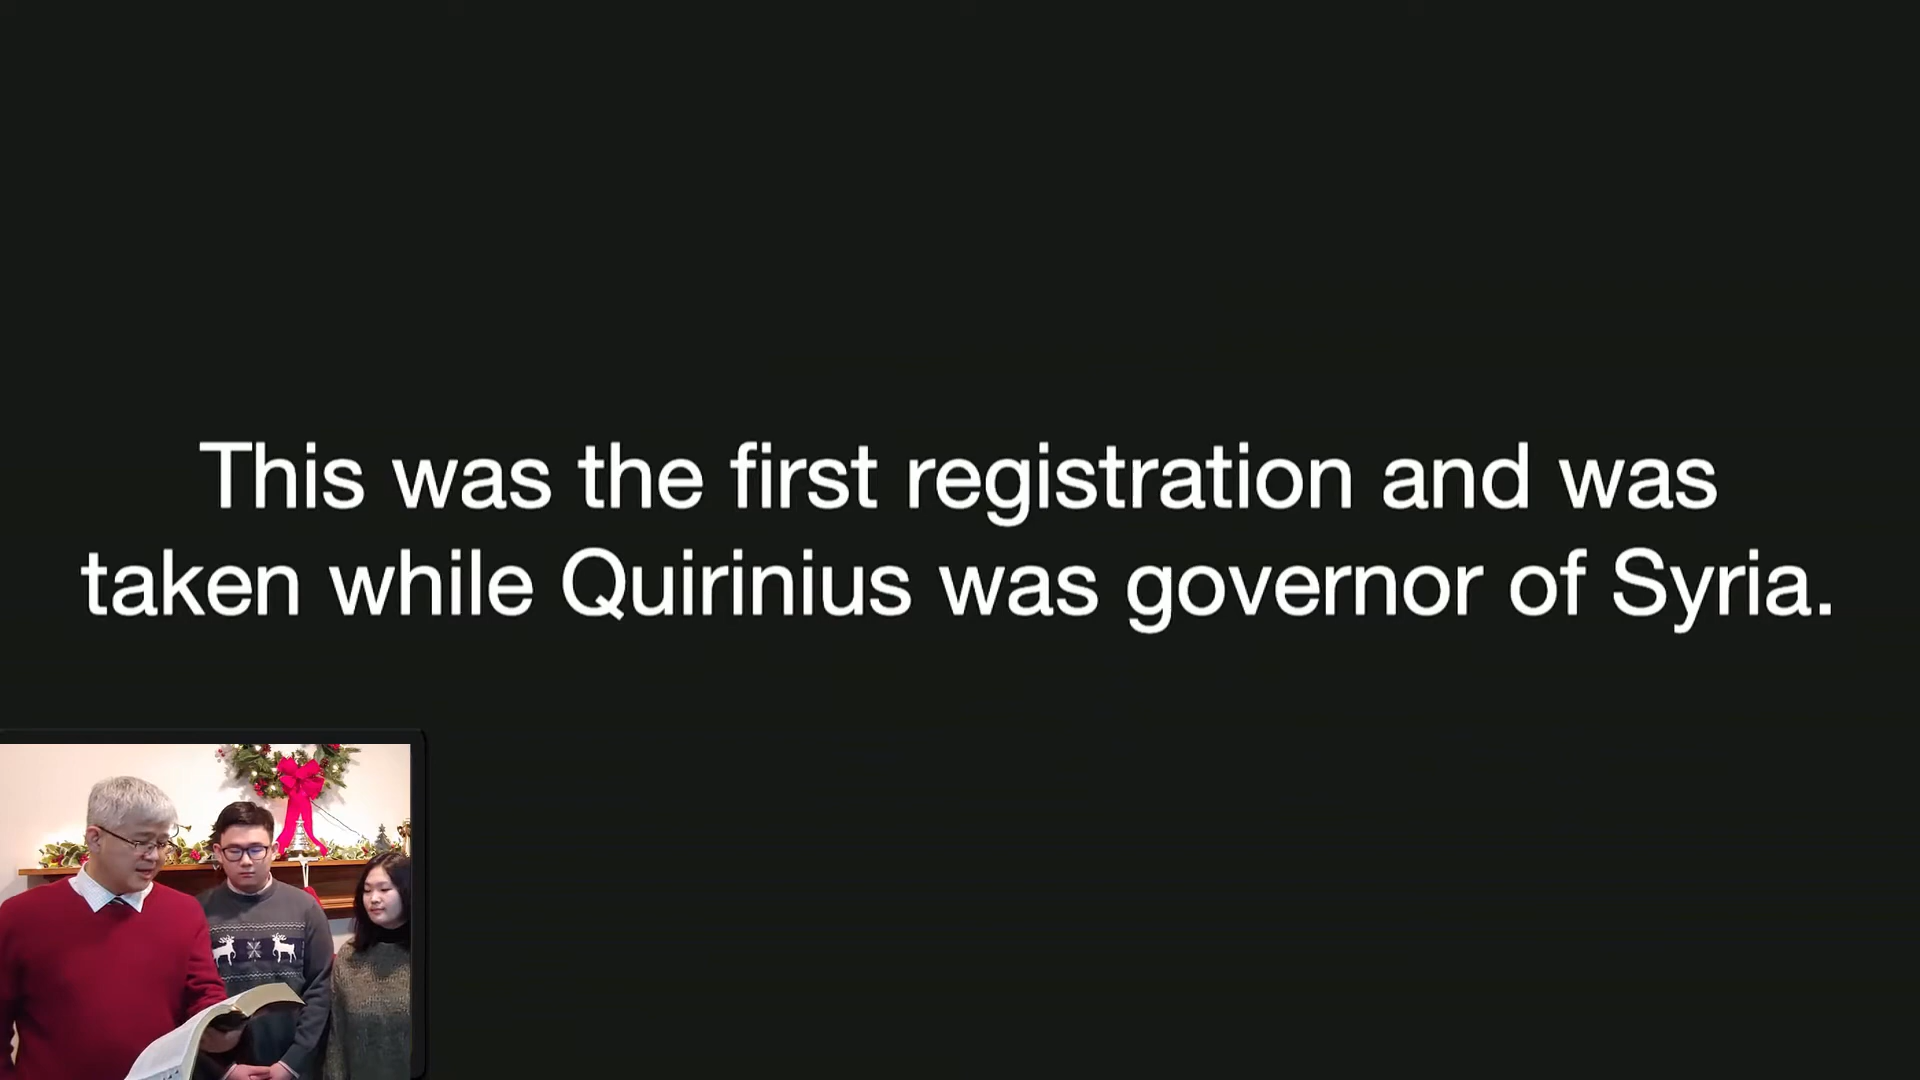 This was the first registration and was
taken while Quirinius was governor of Syria.